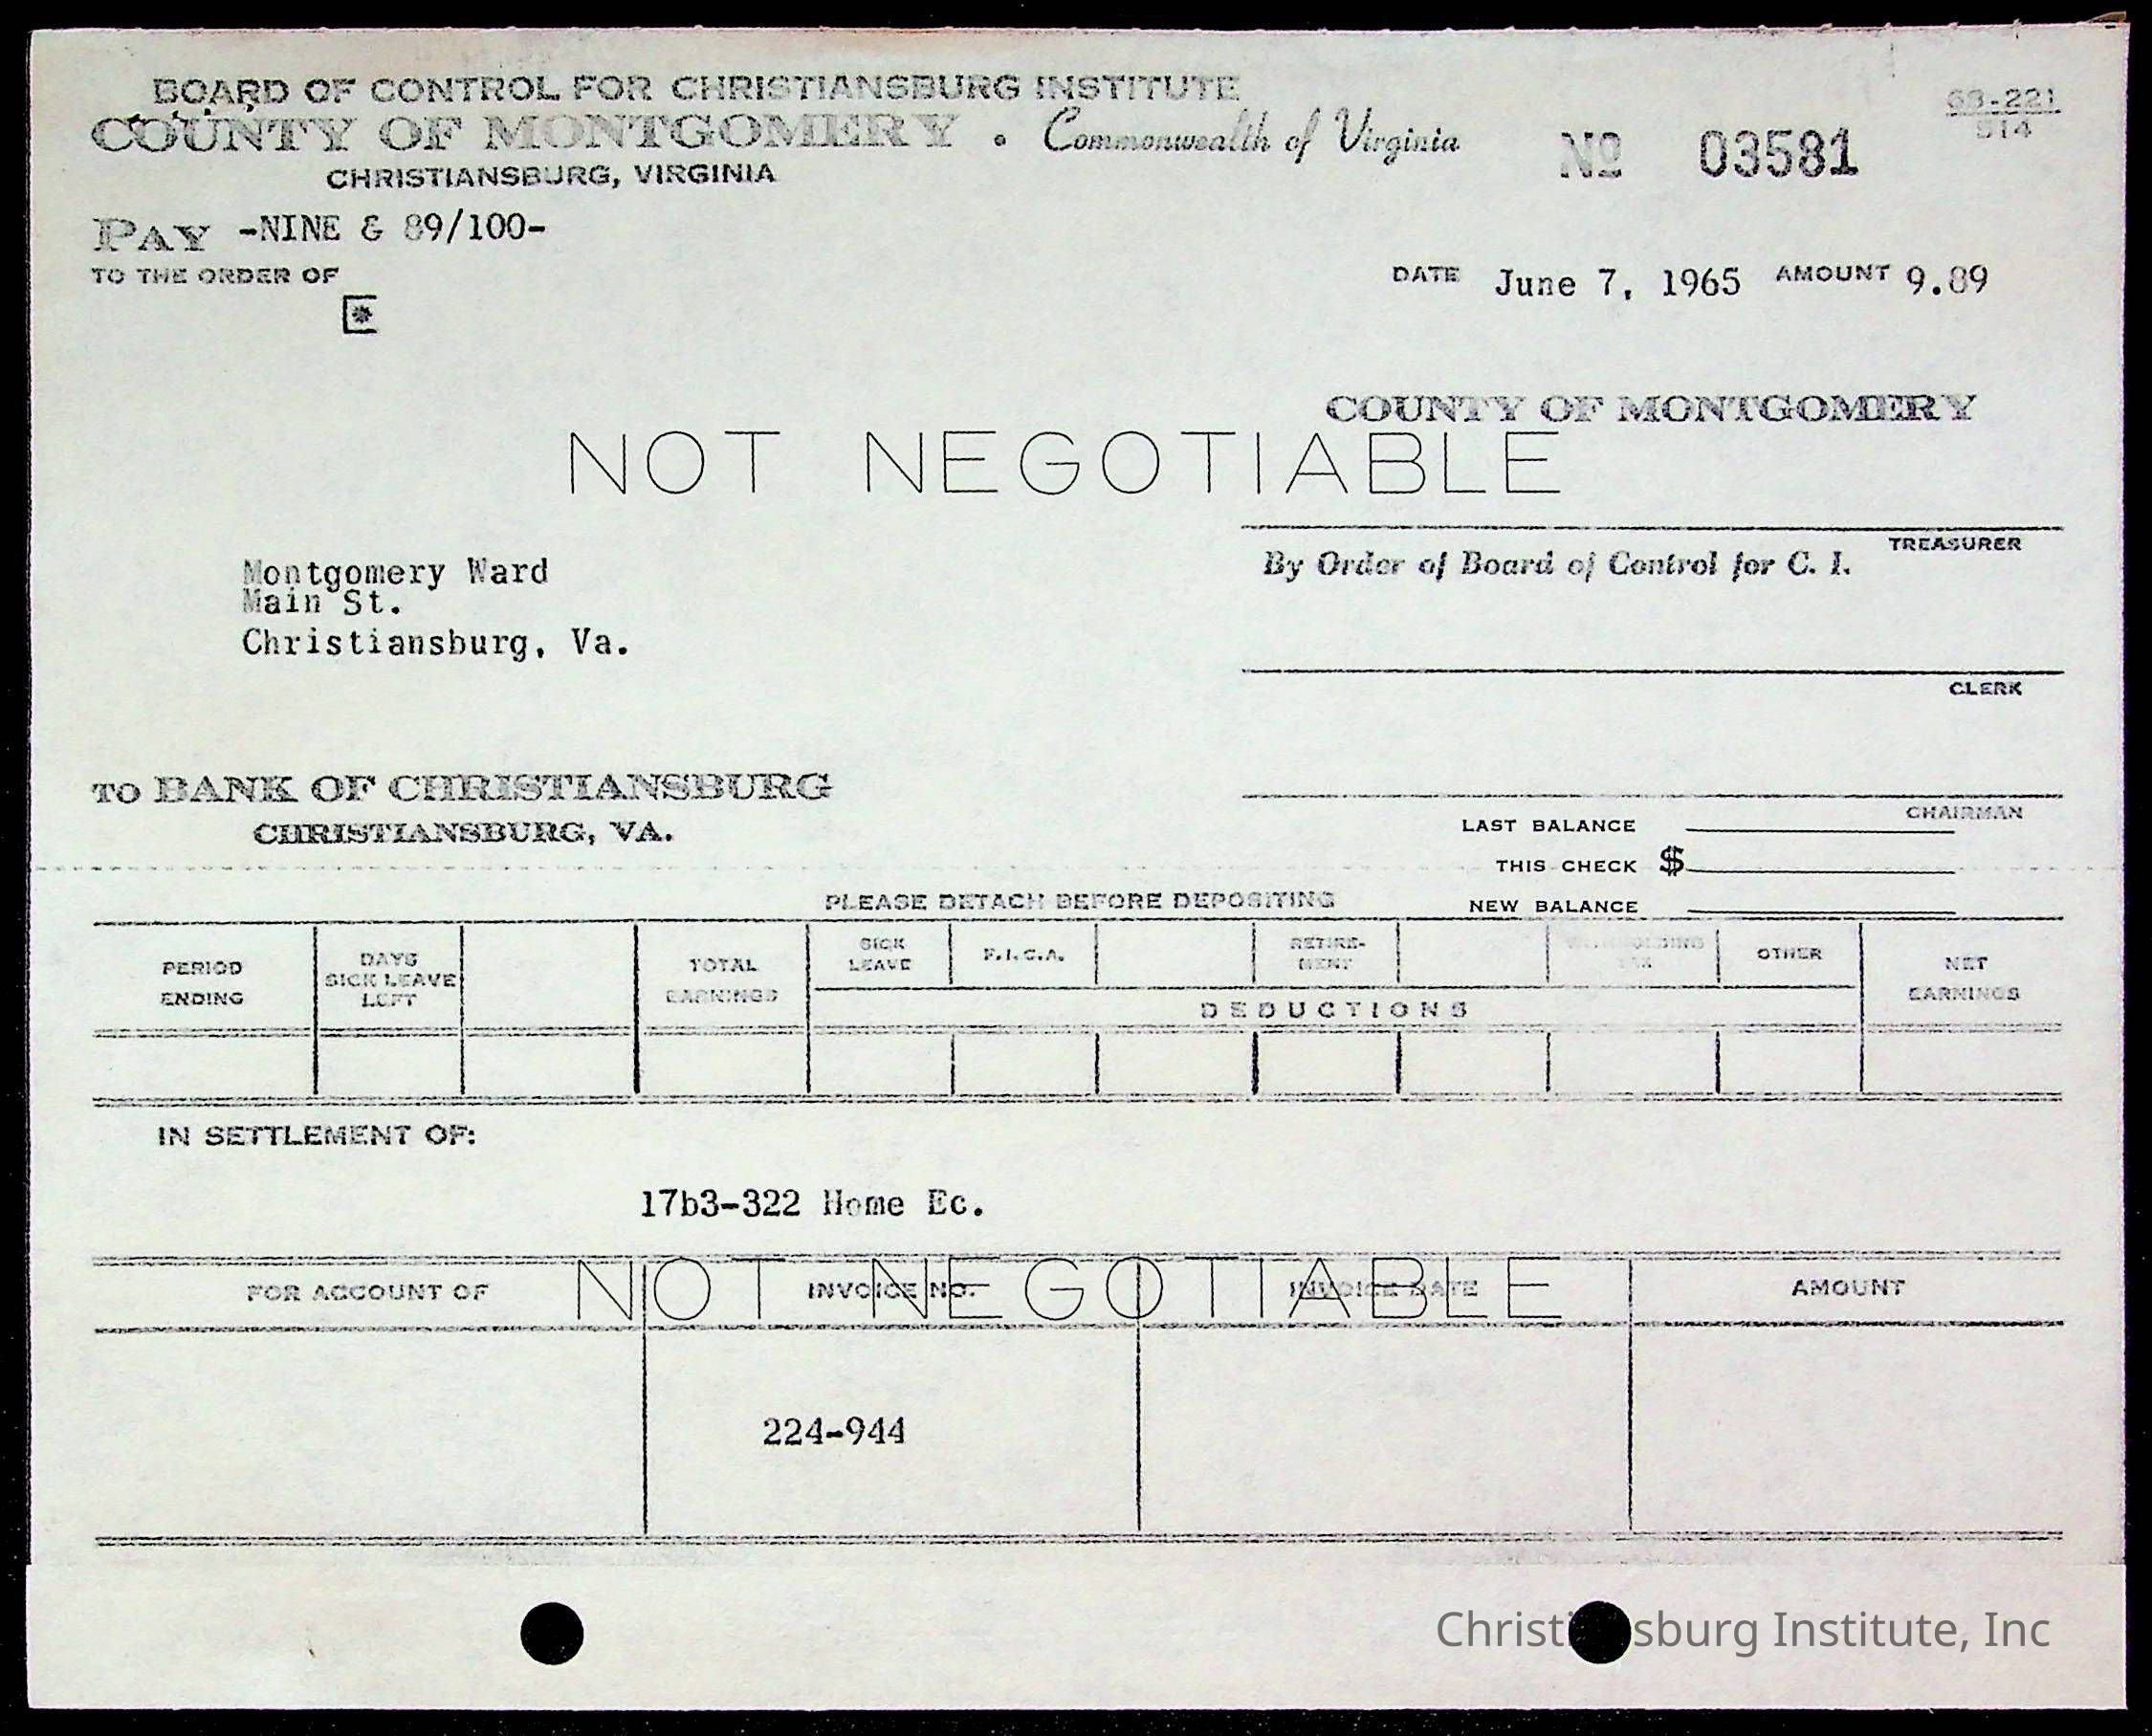 BOARD OF CONTROL FOR CHRISTIANSBURG INSTITUTE
COUNTY OF MONTGOMERY • Commonwealth of Virginia
CHRISTIANSBURG, VIRGINIA
Nº 03581
68-221
514
PAY -NINE & 89/100-
TO THE ORDER OF
DATE June 7, 1965 AMOUNT 9.89
COUNTY OF MONTGOMERY
NOT NEGOTIABLE
TREASURER
By Order of Board of Control for C. I.
Montgomery Ward
Main St.
Christiansburg, Va.
CLERK
TO BANK OF CHRISTIANSBURG
CHRISTIANSBURG, VA.
CHAIRMAN
LAST BALANCE
THIS CHECK $
NEW BALANCE
PLEASE DETACH BEFORE DEPOSITING
PERIOD ENDING
DAYS SICK LEAVE LEFT
TOTAL EARNINGS
SICK LEAVE
F.I.C.A.
RETIRE-MENT
WITHHOLDING TAX
OTHER
NET EARNINGS
DEDUCTIONS
IN SETTLEMENT OF:
17b3-322 Home Ec.
NOT NEGOTIABLE
FOR ACCOUNT OF INVOICE NO. INVOICE DATE AMOUNT
224-944
Christiansburg Institute, Inc